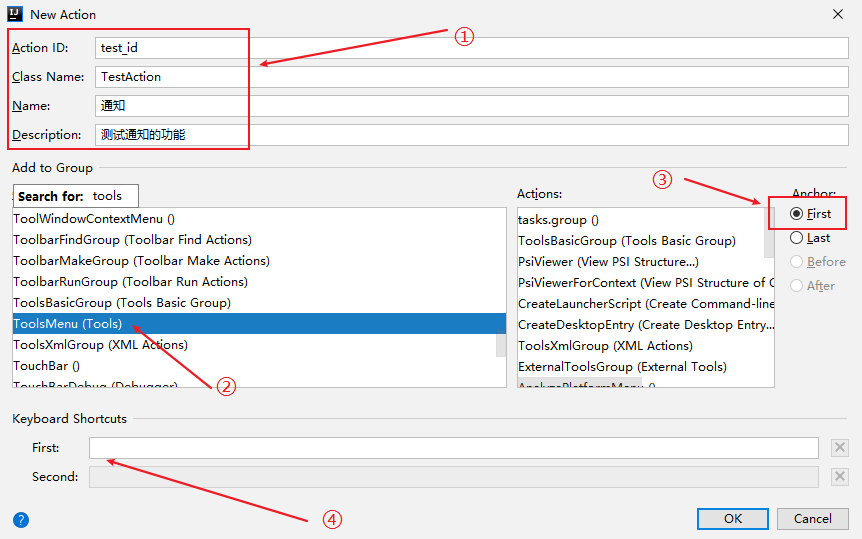 New Action
①
Action ID: test_id
Class Name: TestAction
Name: 通知
Description: 测试通知的功能
Add to Group
③
Search for: tools
Actions:
Anchor:
ToolWindowContextMenu ()
ToolbarFindGroup (Toolbar Find Actions)
ToolbarMakeGroup (Toolbar Make Actions)
ToolbarRunGroup (Toolbar Run Actions)
ToolsBasicGroup (Tools Basic Group)
ToolsMenu (Tools)
ToolsXmlGroup (XML Actions)
TouchBar ()
TouchBarDebug (Debugger)
②
tasks.group ()
ToolsBasicGroup (Tools Basic Group)
PsiViewer (View PSI Structure...)
PsiViewerForContext (View PSI Structure of C
CreateLauncherScript (Create Command-line
CreateDesktopEntry (Create Desktop Entry...
ToolsXmlGroup (XML Actions)
ExternalToolsGroup (External Tools)
AnalyzePlatformMenu ()
First
Last
Before
After
Keyboard Shortcuts
First:
Second:
④
?
OK
Cancel